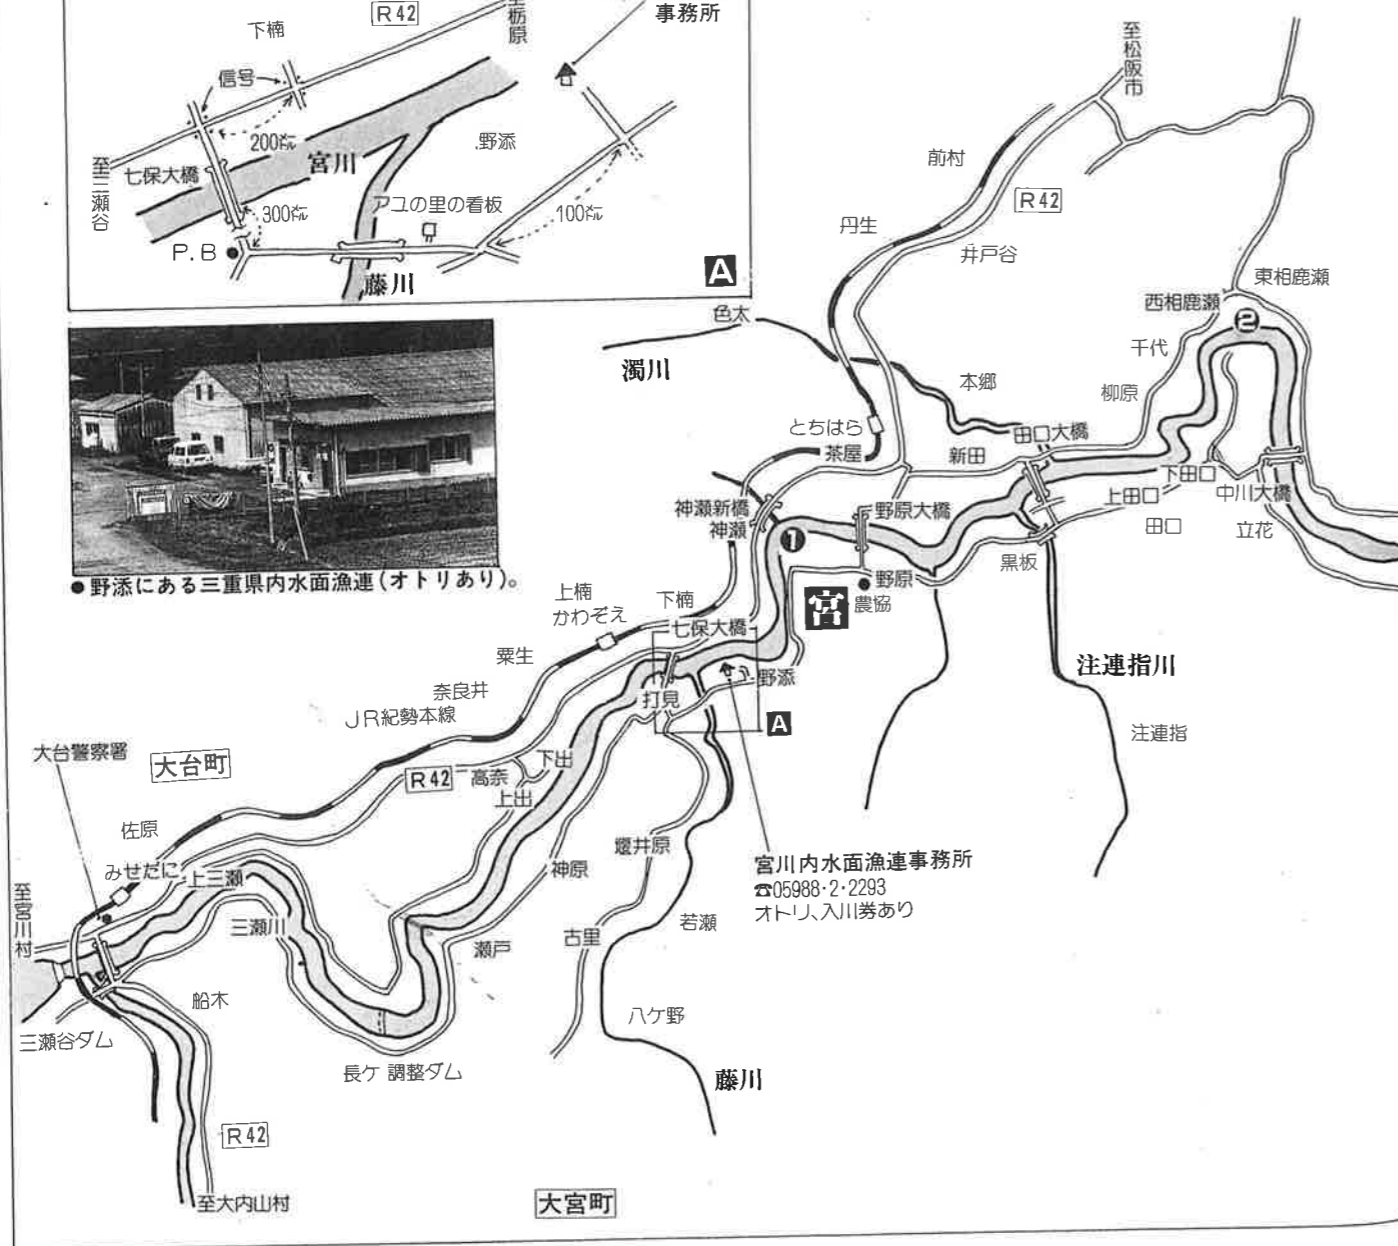 R42
至栃原
事務所
下楠
信号
200㍍
宮川
野添
至三瀬谷
七保大橋
300㍍
アユの里の看板
100㍍
P.B
藤川
A
●野添にある三重県内水面漁連(オトリあり)。
至松阪市
前村
R42
丹生
井戸谷
東相鹿瀬
西相鹿瀬
2
色太
濁川
千代
本郷
柳原
とちはら
田口大橋
茶屋
新田
下田口
上田口
中川大橋
神瀬新橋
神瀬
野原大橋
田口
立花
1
黒板
野原
農協
宮
上楠
かわぞえ
下楠
七保大橋
粟生
注連指川
野添
打見
奈良井
JR紀勢本線
A
注連指
大台警察署
大台町
R42
高奈
下出
上出
佐原
堰井原
宮川内水面漁連事務所
☎05988・2・2293
オトリ、入川券あり
みせだに
上三瀬
神原
至宮川村
三瀬川
若瀬
古里
瀬戸
船木
八ケ野
三瀬谷ダム
長ケ 調整ダム
藤川
R42
至大内山村
大宮町